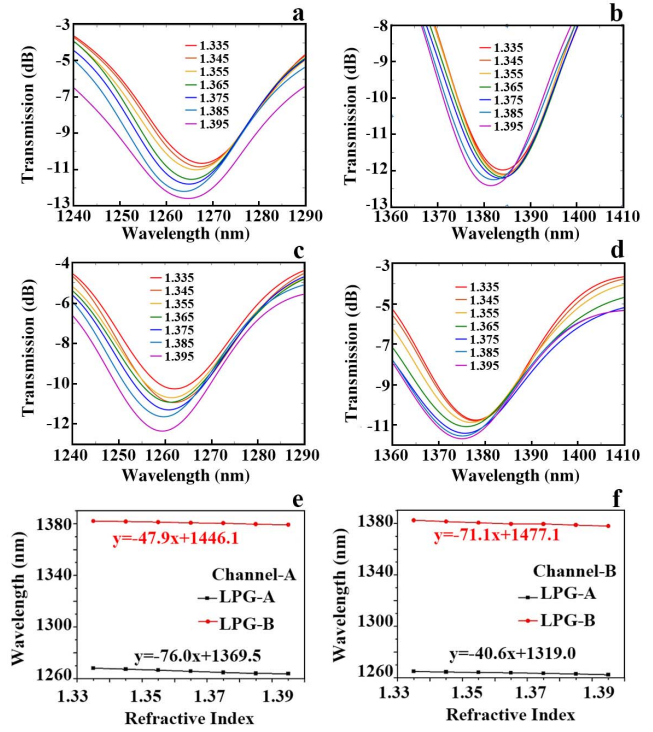 a
-3
-5
-7
-9
-11
-13
1.335
1.345
1.355
1.365
1.375
1.385
1.395
1240 1250 1260 1270 1280 1290
Wavelength (nm)
Transmission (dB)
b
-8
-9
-10
-11
-12
-13
1.335
1.345
1.355
1.365
1.375
1.385
1.395
1360 1370 1380 1390 1400 1410
Wavelength (nm)
Transmission (dB)
c
-4
-6
-8
-10
-12
1.335
1.345
1.355
1.365
1.375
1.385
1.395
1240 1250 1260 1270 1280 1290
Wavelength (nm)
Transmission (dB)
d
-3
-5
-7
-9
-11
1.335
1.345
1.355
1.365
1.375
1.385
1.395
1360 1370 1380 1390 1400 1410
Wavelength (nm)
Transmission (dB)
e
1380
1340
1300
1260
y=-47.9x+1446.1
Channel-A
LPG-A
LPG-B
y=-76.0x+1369.5
1.33 1.35 1.37 1.39
Refractive Index
Wavelength (nm)
f
1380
1340
1300
1260
y=-71.1x+1477.1
Channel-B
LPG-A
LPG-B
y=-40.6x+1319.0
1.33 1.35 1.37 1.39
Refractive Index
Wavelength (nm)